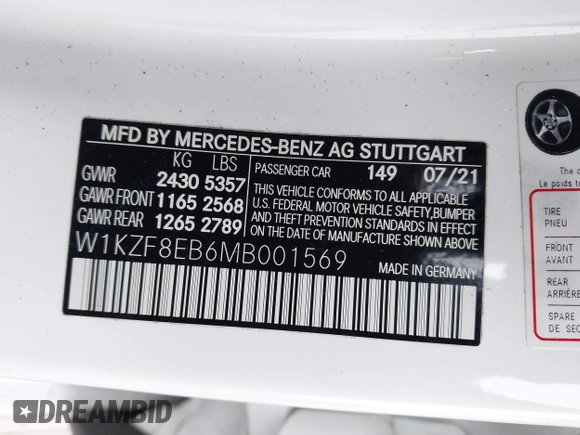 MFD BY MERCEDES-BENZ AG STUTTGART
KG LBS
GVWR 2430 5357
GAWR FRONT 1165 2568
GAWR REAR 1265 2789
PASSENGER CAR 149 07/21
THIS VEHICLE CONFORMS TO ALL APPLICABLE
U.S. FEDERAL MOTOR VEHICLE SAFETY, BUMPER
AND THEFT PREVENTION STANDARDS IN EFFECT
ON THE DATE OF MANUFACTURE SHOWN ABOVE.
W1KZF8EB6MB001569
MADE IN GERMANY
The
Le poids
TIRE
PNEU
FRONT
AVANT
REAR
ARRIÈRE
SPARE
DE
DREAMBID